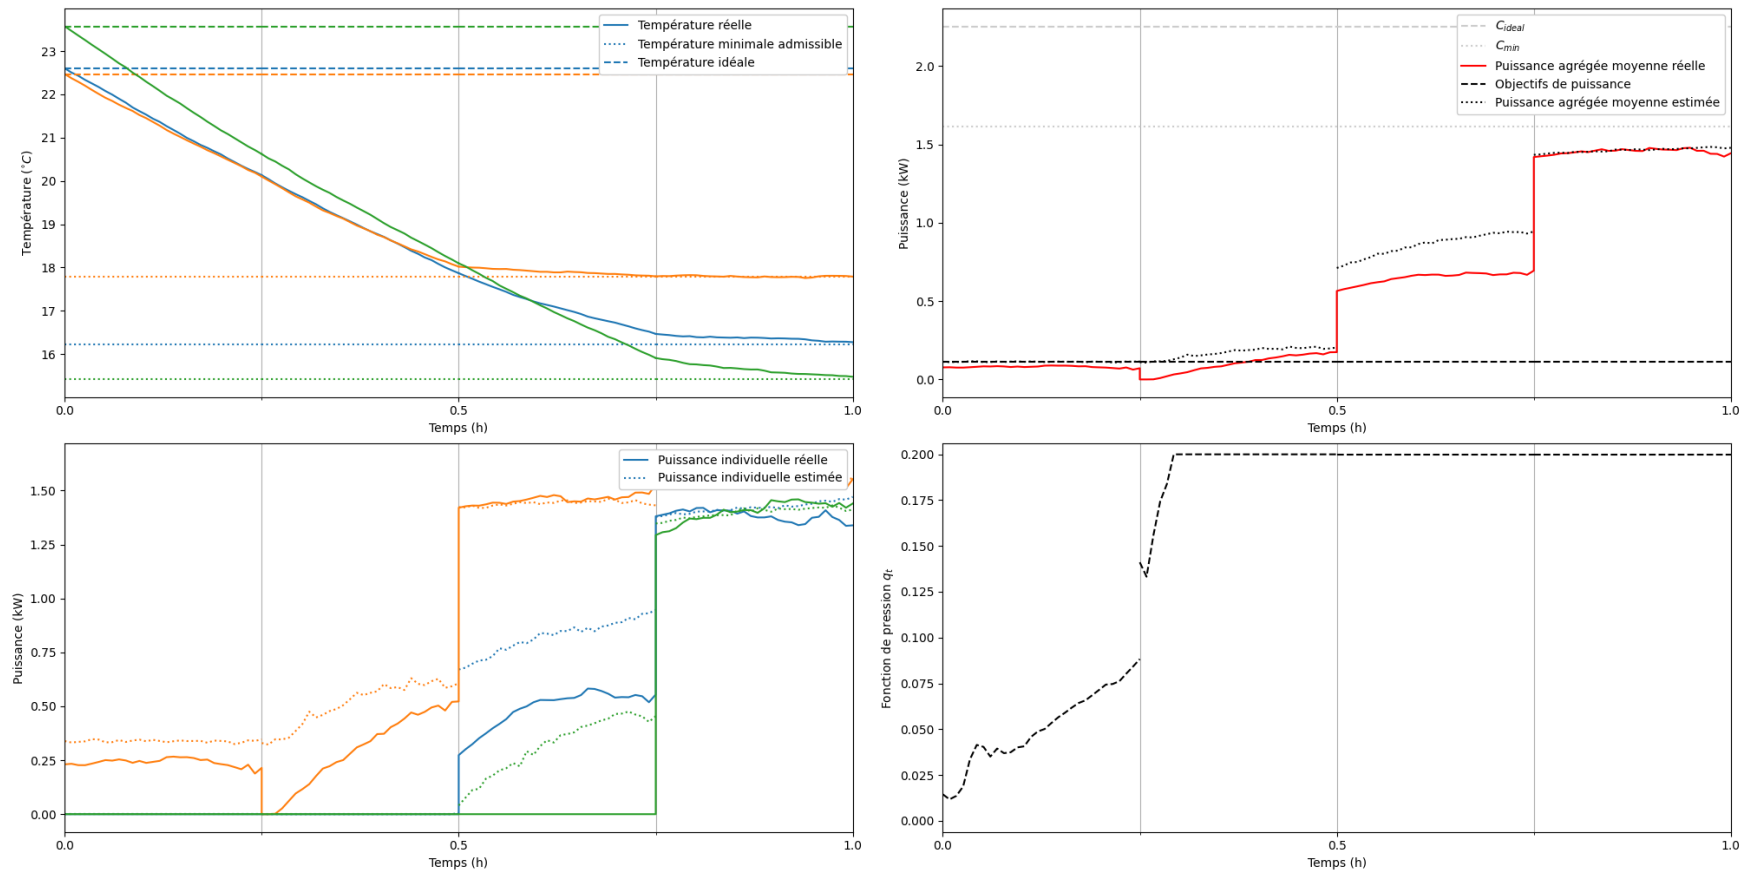 Température réelle
Température minimale admissible
Température idéale
23
22
21
20
19
18
17
16
Température (°C)
0.0
0.5
1.0
Temps (h)
C_ideal
C_min
Puissance agrégée moyenne réelle
Objectifs de puissance
Puissance agrégée moyenne estimée
2.0
1.5
1.0
0.5
0.0
Puissance (kW)
0.0
0.5
1.0
Temps (h)
Puissance individuelle réelle
Puissance individuelle estimée
1.50
1.25
1.00
0.75
0.50
0.25
0.00
Puissance (kW)
0.0
0.5
1.0
Temps (h)
0.200
0.175
0.150
0.125
0.100
0.075
0.050
0.025
0.000
Fonction de pression q_t
0.0
0.5
1.0
Temps (h)